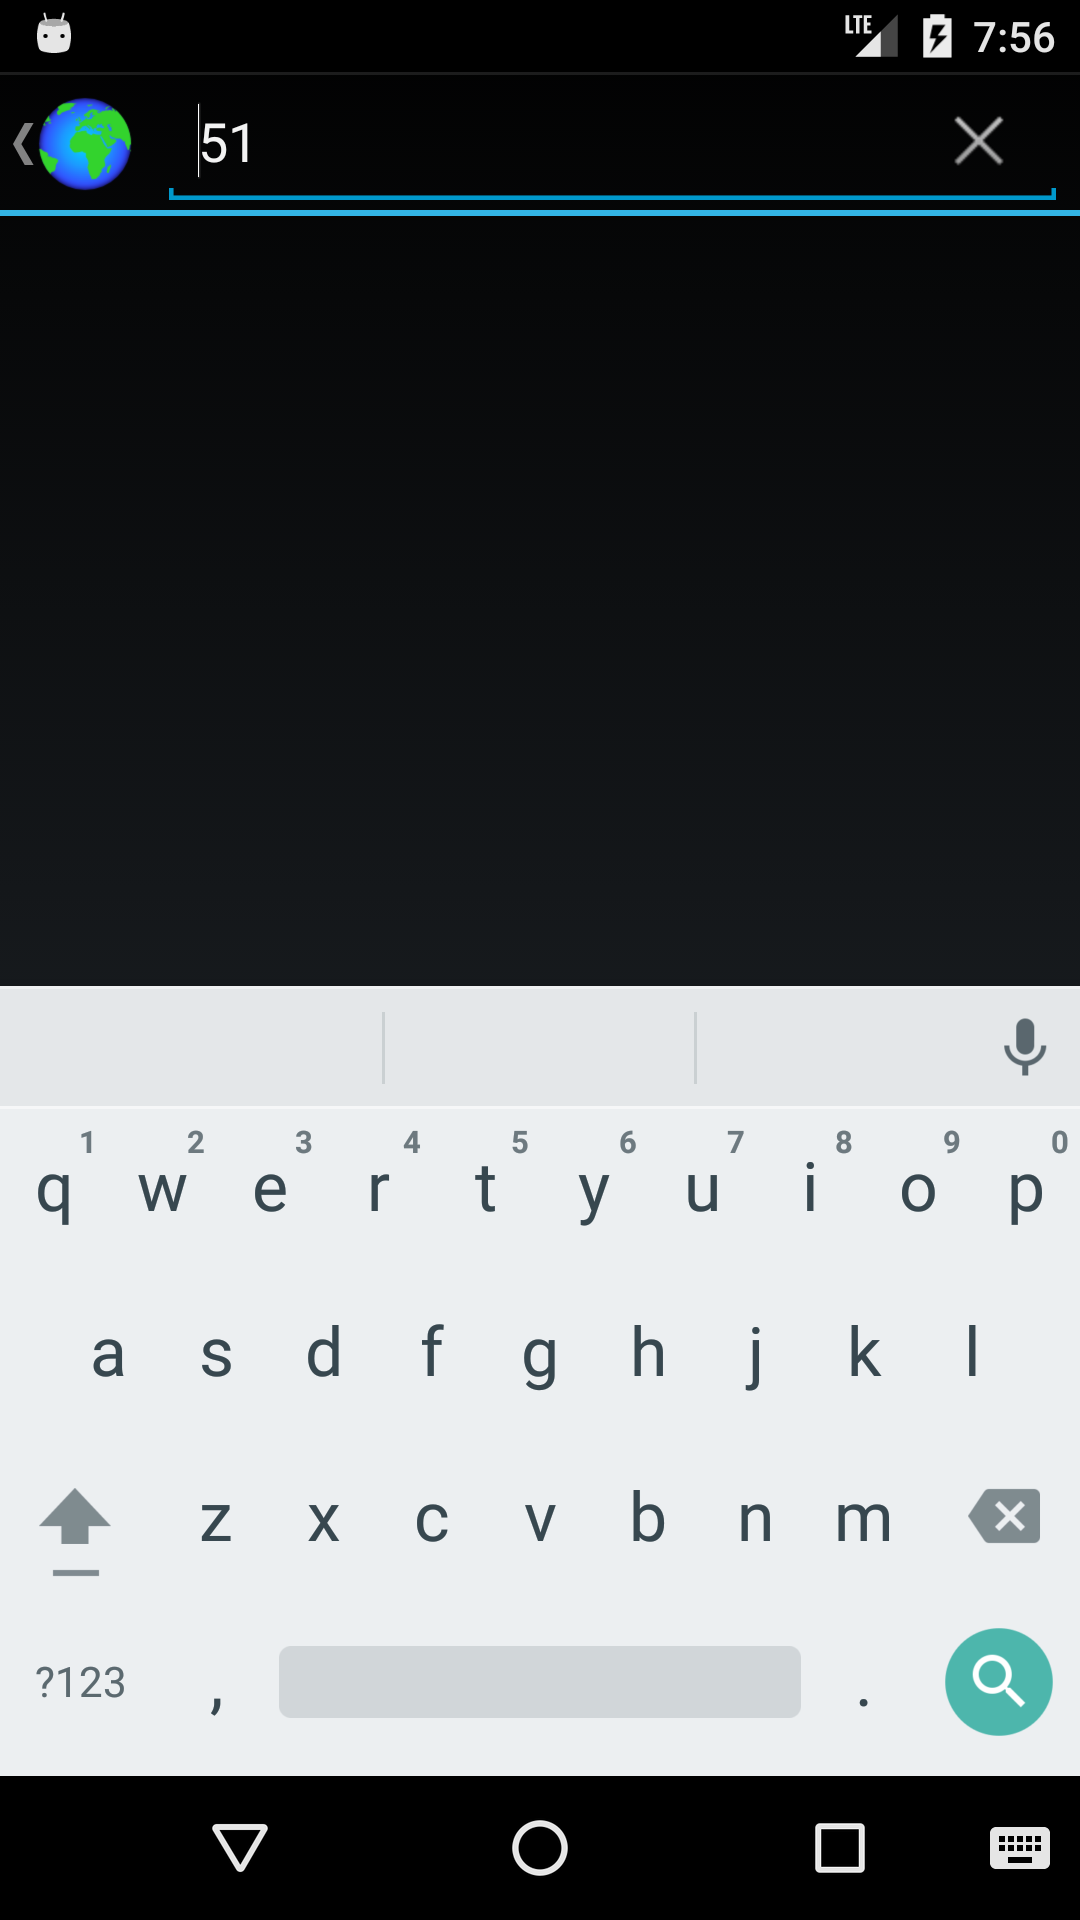 LTE 7:56
51
1 2 3 4 5 6 7 8 9 0
q w e r t y u i o p
a s d f g h j k l
z x c v b n m
?123 , .